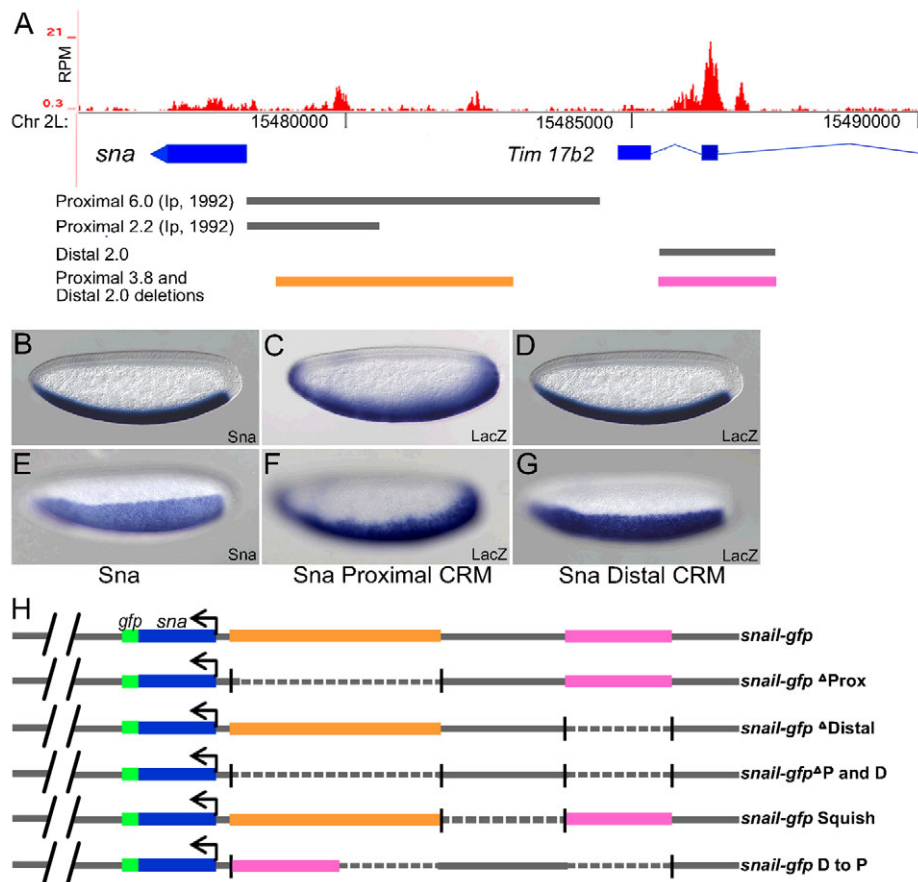 A
21
RPM
0.3
Chr 2L: 15480000 15485000 15490000
sna Tim 17b2
Proximal 6.0 (Ip, 1992)
Proximal 2.2 (Ip, 1992)
Distal 2.0
Proximal 3.8 and
Distal 2.0 deletions
B C D
Sna LacZ LacZ
E F G
Sna LacZ LacZ
Sna Sna Proximal CRM Sna Distal CRM
H
gfp sna
snail-gfp
snail-gfp ΔProx
snail-gfp ΔDistal
snail-gfpΔP and D
snail-gfp Squish
snail-gfp D to P